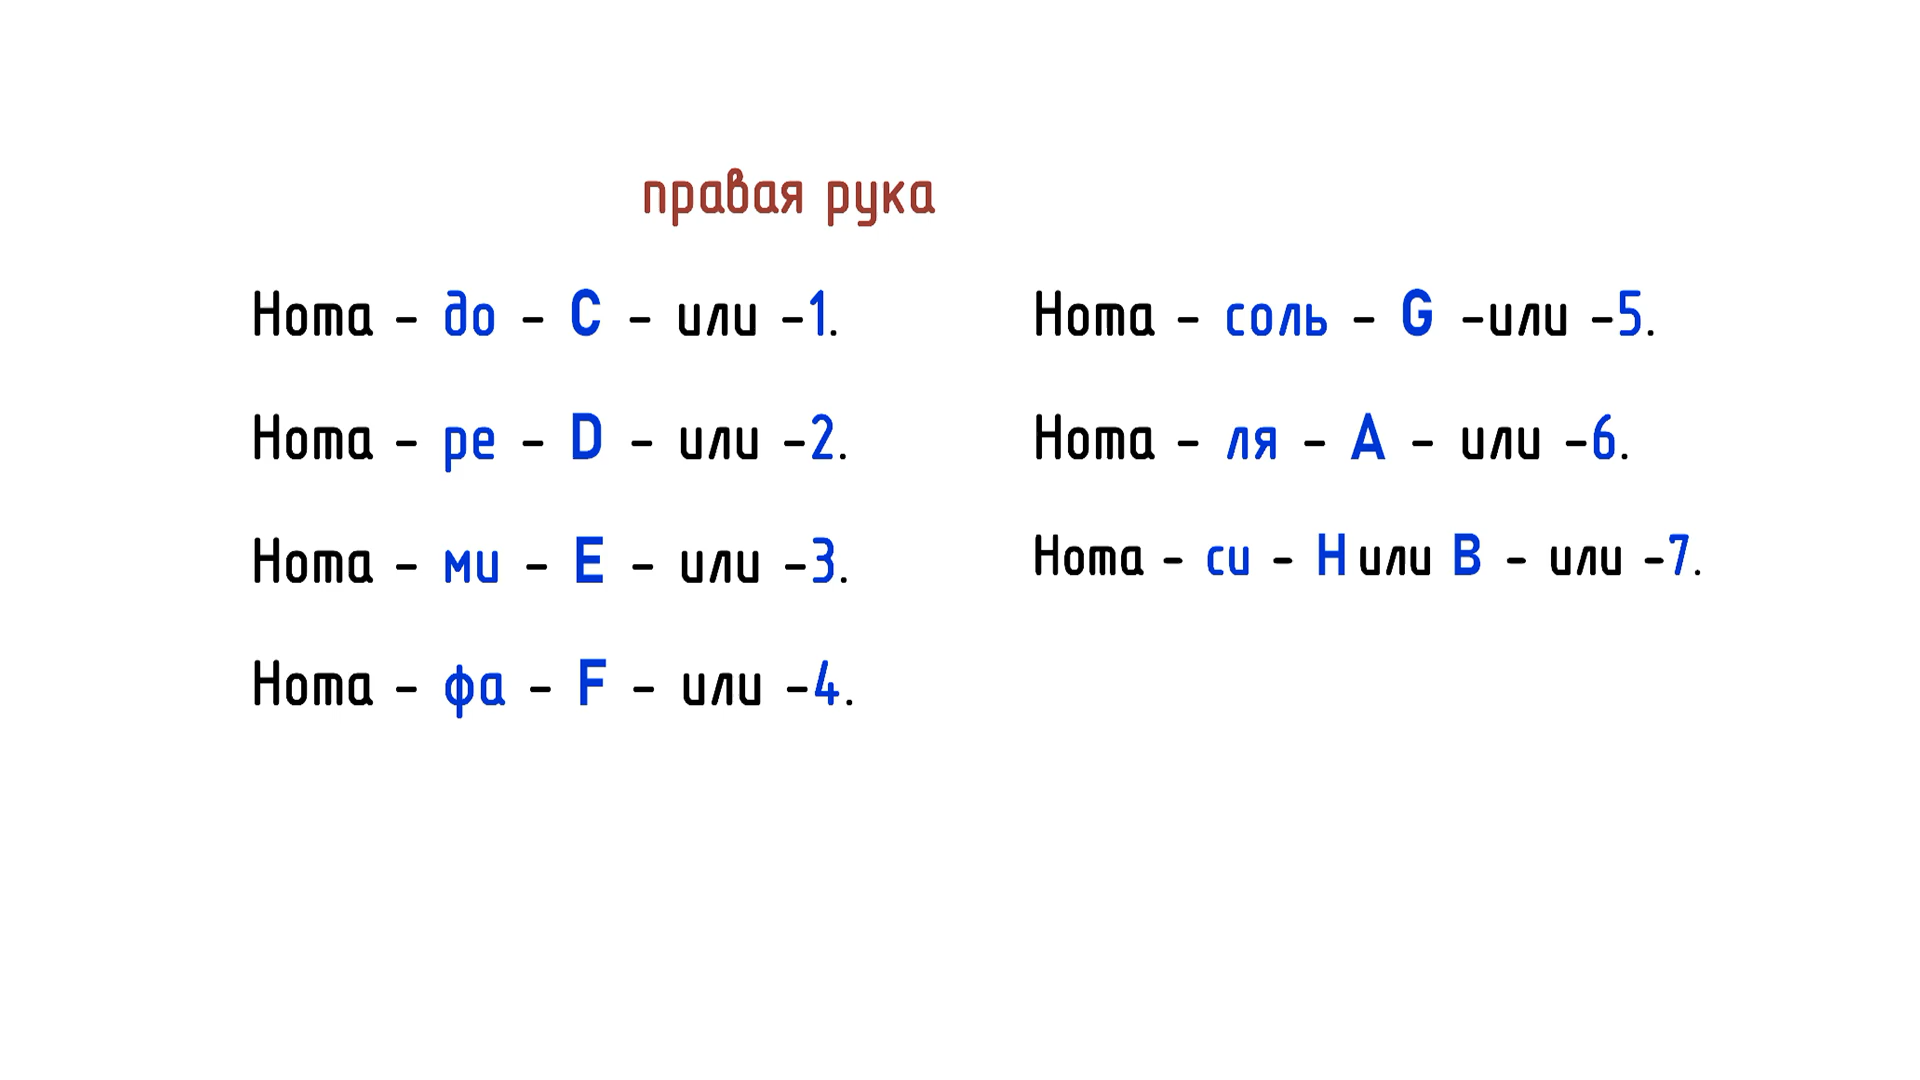 правая рука
Нота - до - C - или -1.
Нота - ре - D - или -2.
Нота - ми - E - или -3.
Нота - фа - F - или -4.
Нота - соль - G -или -5.
Нота - ля - A - или -6.
Нота - си - H или B - или -7.